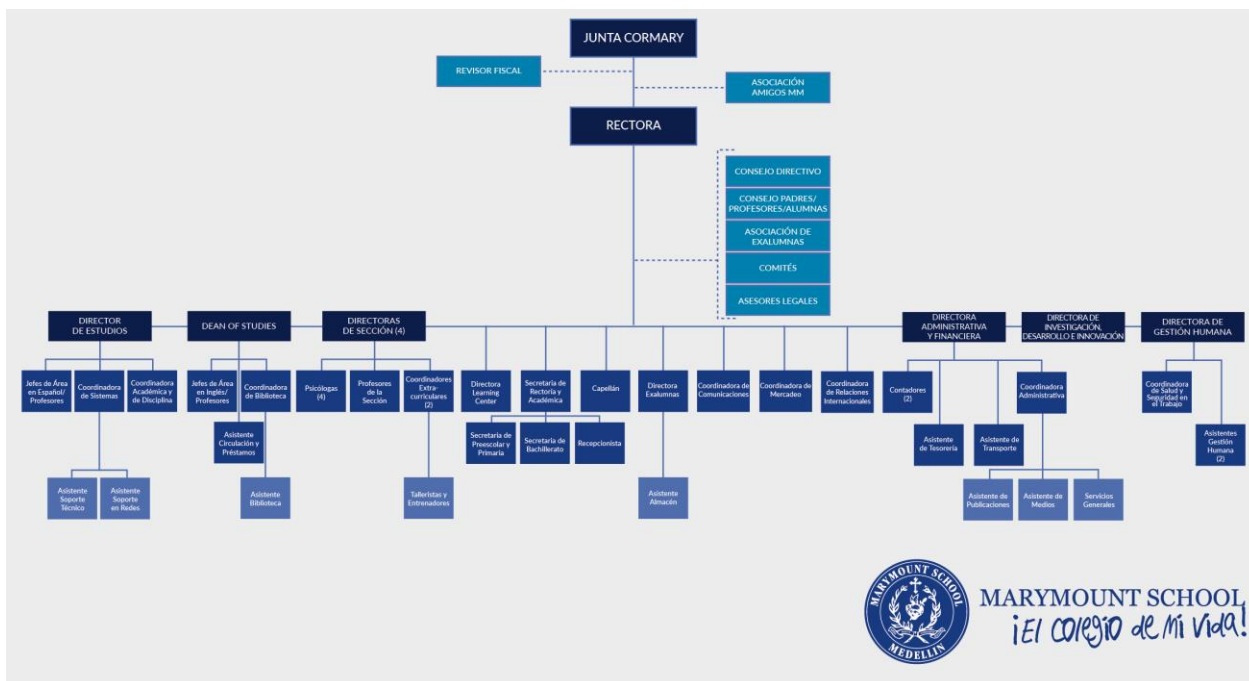 JUNTA CORMARY
REVISOR FISCAL
ASOCIACIÓN
AMIGOS MM
RECTORA
CONSEJO DIRECTIVO
CONSEJO PADRES/
PROFESORES/ALUMNAS
ASOCIACIÓN DE
EXALUMNAS
COMITÉS
ASESORES LEGALES
DIRECTOR
DE ESTUDIOS
DEAN OF STUDIES
DIRECTORAS
DE SECCIÓN (4)
DIRECTORA
ADMINISTRATIVA
Y FINANCIERA
DIRECTORA DE
INVESTIGACIÓN,
DESARROLLO E INNOVACIÓN
DIRECTORA DE
GESTIÓN HUMANA
Jefes de Área
en Español/
Profesores
Coordinadora
de Sistemas
Coordinadora
Académica y
de Disciplina
Jefes de Área
en Inglés/
Profesores
Coordinadora
de Biblioteca
Psicólogas
(4)
Profesores
de la
Sección
Coordinadores
Extra-
curriculares
(2)
Directora
Learning
Center
Secretaria de
Rectoría y
Académica
Capellán
Directora
Exalumnas
Coordinadora de
Comunicaciones
Coordinadora de
Mercadeo
Coordinadora
de Relaciones
Internacionales
Contadores
(2)
Coordinadora
Administrativa
Coordinadora
de Salud y
Seguridad en
el Trabajo
Asistente
Circulación y
Préstamos
Secretaria de
Preescolar y
Primaria
Secretaria de
Bachillerato
Recepcionista
Asistente
de Tesorería
Asistente de
Transporte
Asistentes
Gestión
Humana
(2)
Asistente
Soporte
Técnico
Asistente
Soporte
en Redes
Asistente
Biblioteca
Talleristas y
Entrenadores
Asistente
Almacén
Asistente de
Publicaciones
Asistente de
Medios
Servicios
Generales
MARYMOUNT SCHOOL
MEDELLIN
MARYMOUNT SCHOOL
¡El colegio de mi vida!